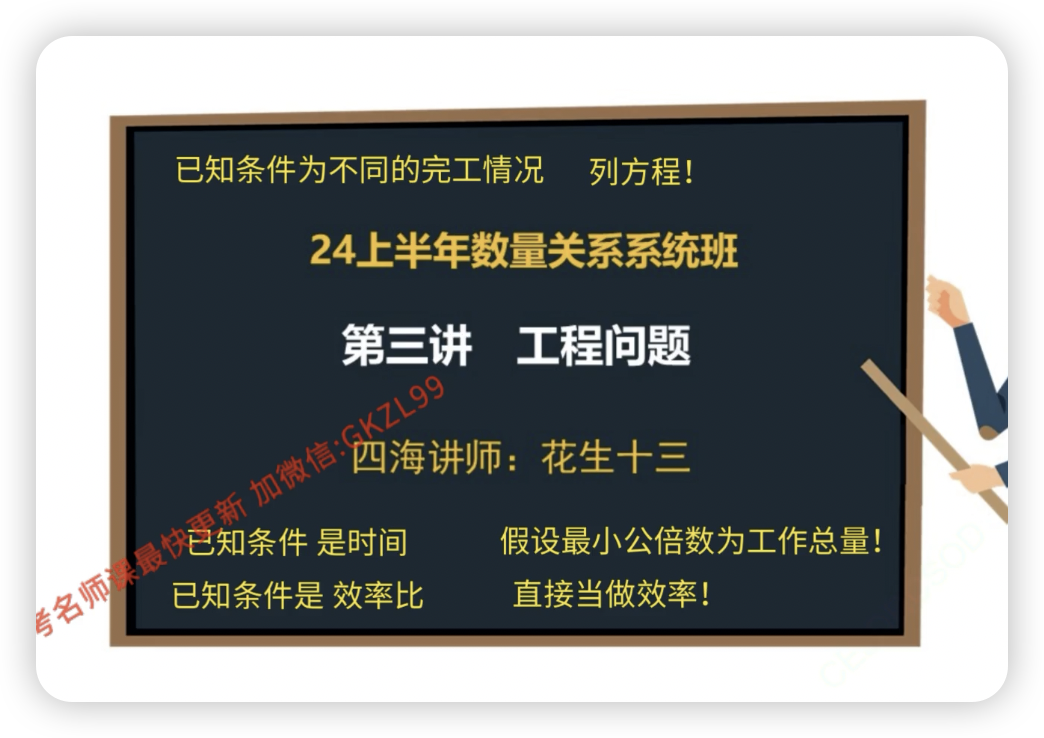 已知条件为不同的完工情况 列方程！
24上半年数量关系系统班
第三讲 工程问题
四海讲师：花生十三
考名师课最快更新 加微信:GKZL99
已知条件 是时间 假设最小公倍数为工作总量！
已知条件是 效率比 直接当做效率！